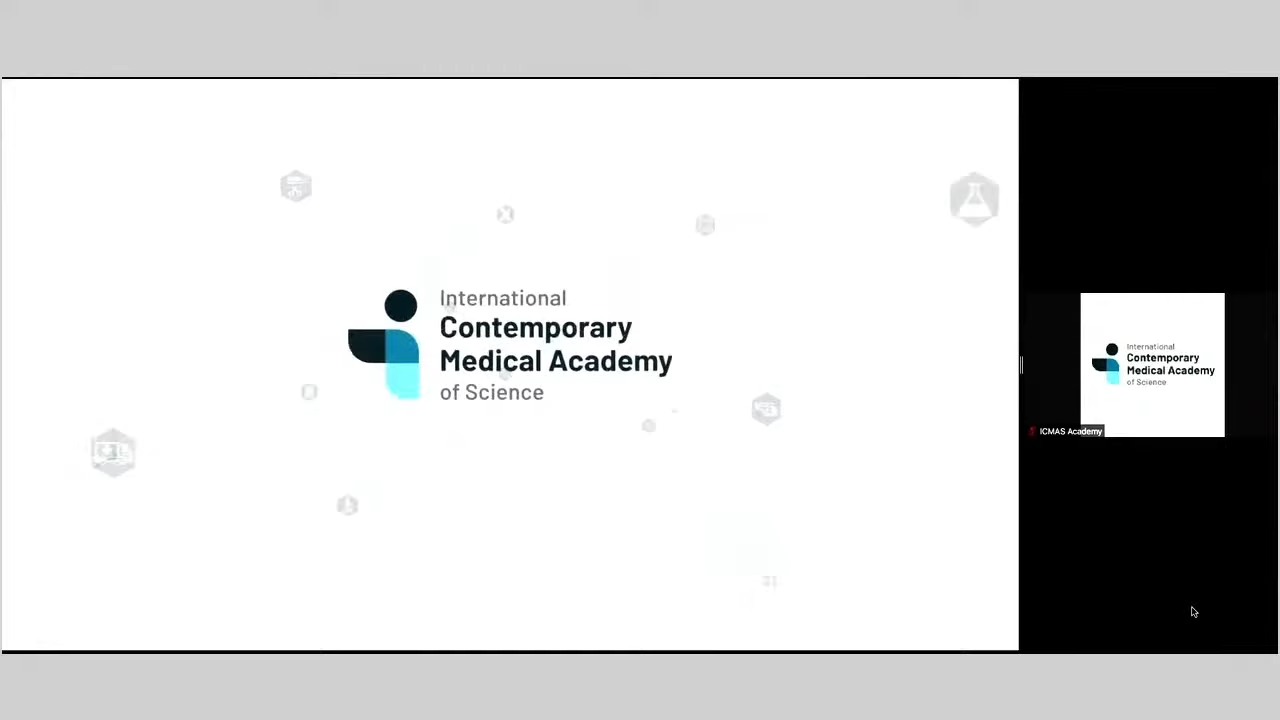 International
Contemporary
Medical Academy
of Science
International
Contemporary
Medical Academy
of Science
ICMAS Academy